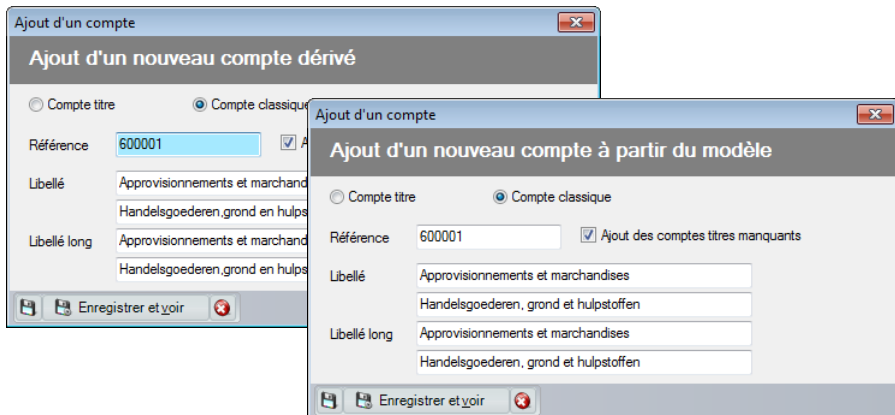 Ajout d'un compte
Ajout d'un nouveau compte dérivé
Compte titre
Compte classique
Référence
600001
Libellé
Approvisionnements et marchand
Handelsgoederen,grond en hulps
Libellé long
Approvisionnements et marchand
Handelsgoederen,grond en hulps
Enregistrer et voir
Ajout d'un compte
Ajout d'un nouveau compte à partir du modèle
Compte titre
Compte classique
Référence
600001
Ajout des comptes titres manquants
Libellé
Approvisionnements et marchandises
Handelsgoederen, grond et hulpstoffen
Libellé long
Approvisionnements et marchandises
Handelsgoederen, grond et hulpstoffen
Enregistrer et voir